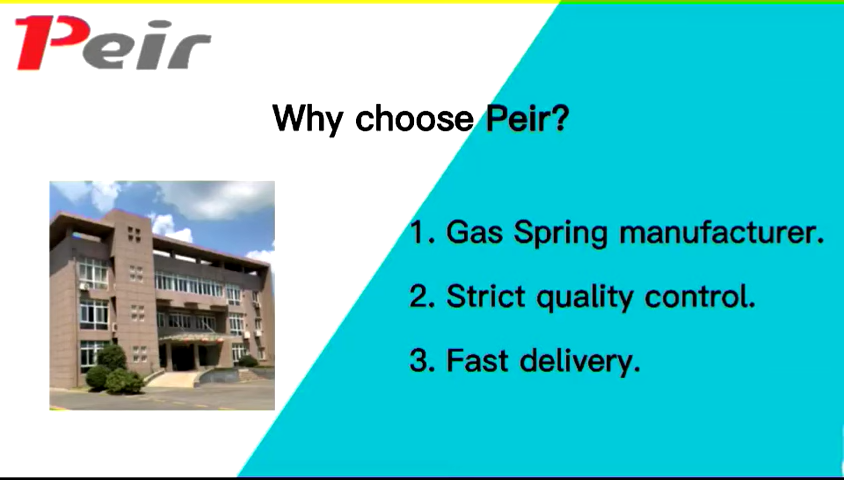 Peir
Why choose Peir?
1. Gas Spring manufacturer.
2. Strict quality control.
3. Fast delivery.